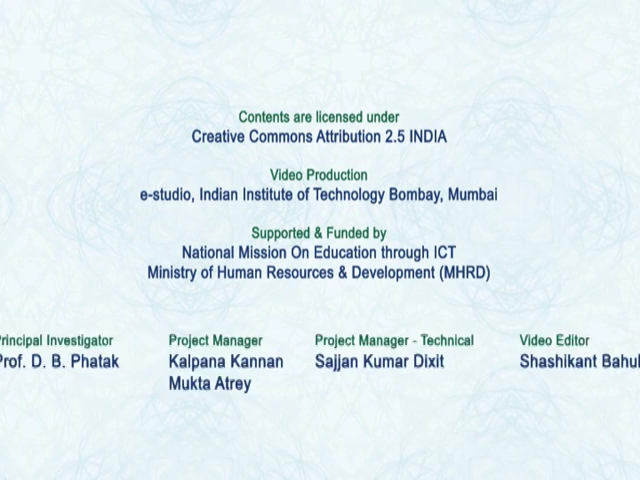 Contents are licensed under
Creative Commons Attribution 2.5 INDIA
Video Production
e-studio, Indian Institute of Technology Bombay, Mumbai
Supported & Funded by
National Mission On Education through ICT
Ministry of Human Resources & Development (MHRD)
Principal Investigator Project Manager Project Manager - Technical Video Editor
Prof. D. B. Phatak Kalpana Kannan Sajjan Kumar Dixit Shashikant
Mukta Atrey